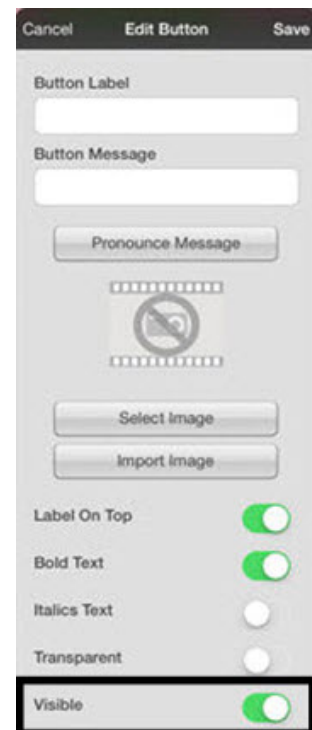 Cancel Edit Button Save
Button Label
Button Message
Pronounce Message
Select Image
Import Image
Label On Top
Bold Text
Italics Text
Transparent
Visible